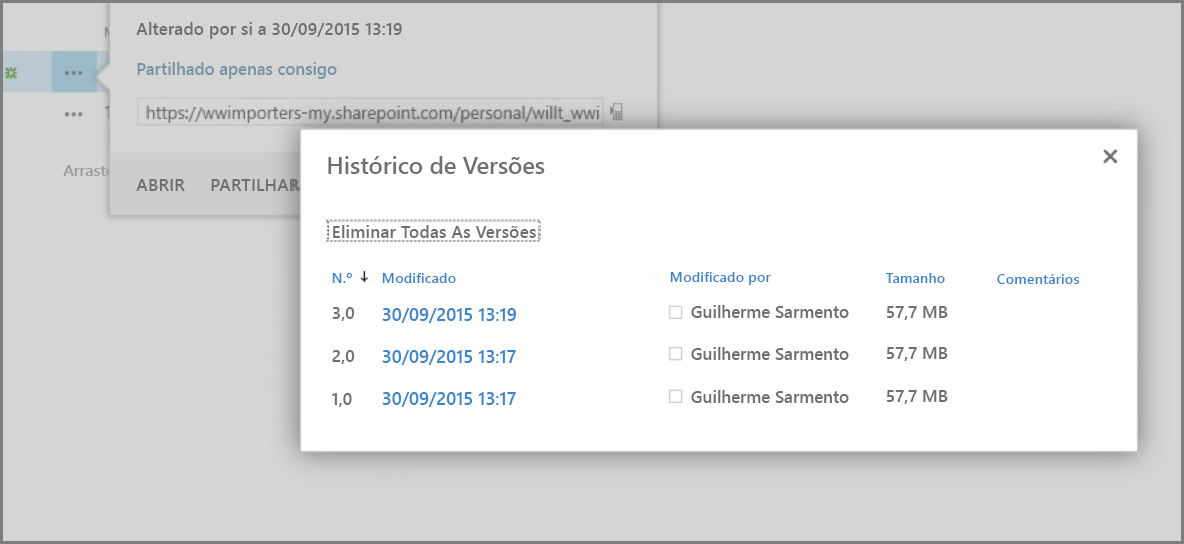 Alterado por si a 30/09/2015 13:19
Partilhado apenas consigo
https://wwimporters-my.sharepoint.com/personal/willt_wwi
ABRIR PARTILHAR
Histórico de Versões
Eliminar Todas As Versões
N.º Modificado Modificado por Tamanho Comentários
3,0 30/09/2015 13:19 Guilherme Sarmento 57,7 MB
2,0 30/09/2015 13:17 Guilherme Sarmento 57,7 MB
1,0 30/09/2015 13:17 Guilherme Sarmento 57,7 MB